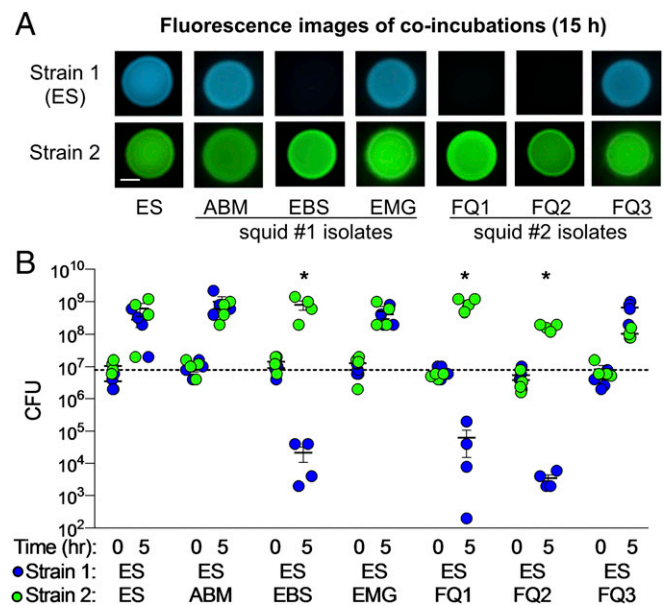 A
Fluorescence images of co-incubations (15 h)
Strain 1
(ES)
Strain 2
ES ABM EBS EMG FQ1 FQ2 FQ3
squid #1 isolates squid #2 isolates
B
CFU
10¹⁰
10⁹
10⁸
10⁷
10⁶
10⁵
10⁴
10³
10²
* * *
Time (hr): 0 5 0 5 0 5 0 5 0 5 0 5 0 5
Strain 1: ES ES ES ES ES ES ES
Strain 2: ES ABM EBS EMG FQ1 FQ2 FQ3